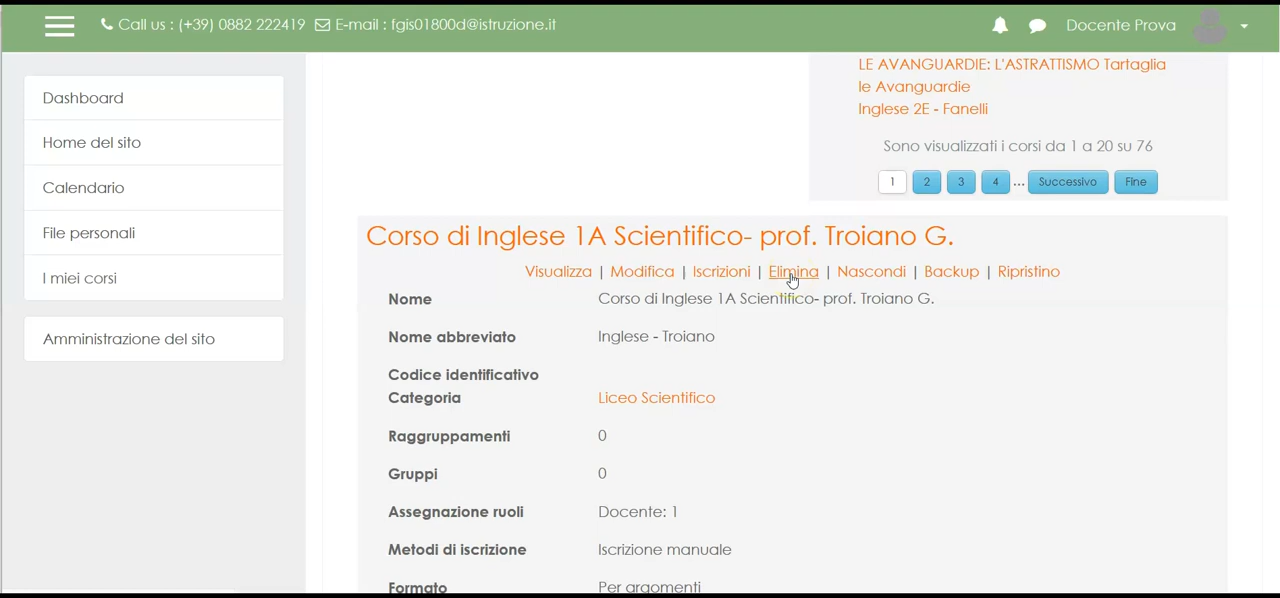 Call us : (+39) 0882 222419 E-mail : fgis01800d@istruzione.it
Docente Prova
Dashboard
Home del sito
Calendario
File personali
I miei corsi
Amministrazione del sito
LE AVANGUARDIE: L'ASTRATTISMO Tartaglia
le Avanguardie
Inglese 2E - Fanelli
Sono visualizzati i corsi da 1 a 20 su 76
1 2 3 4 ... Successivo Fine
Corso di Inglese 1A Scientifico- prof. Troiano G.
Visualizza | Modifica | Iscrizioni | Elimina | Nascondi | Backup | Ripristino
Nome Corso di Inglese 1A Scientifico- prof. Troiano G.
Nome abbreviato Inglese - Troiano
Codice identificativo
Categoria Liceo Scientifico
Raggruppamenti 0
Gruppi 0
Assegnazione ruoli Docente: 1
Metodi di iscrizione Iscrizione manuale
Formato Per argomenti